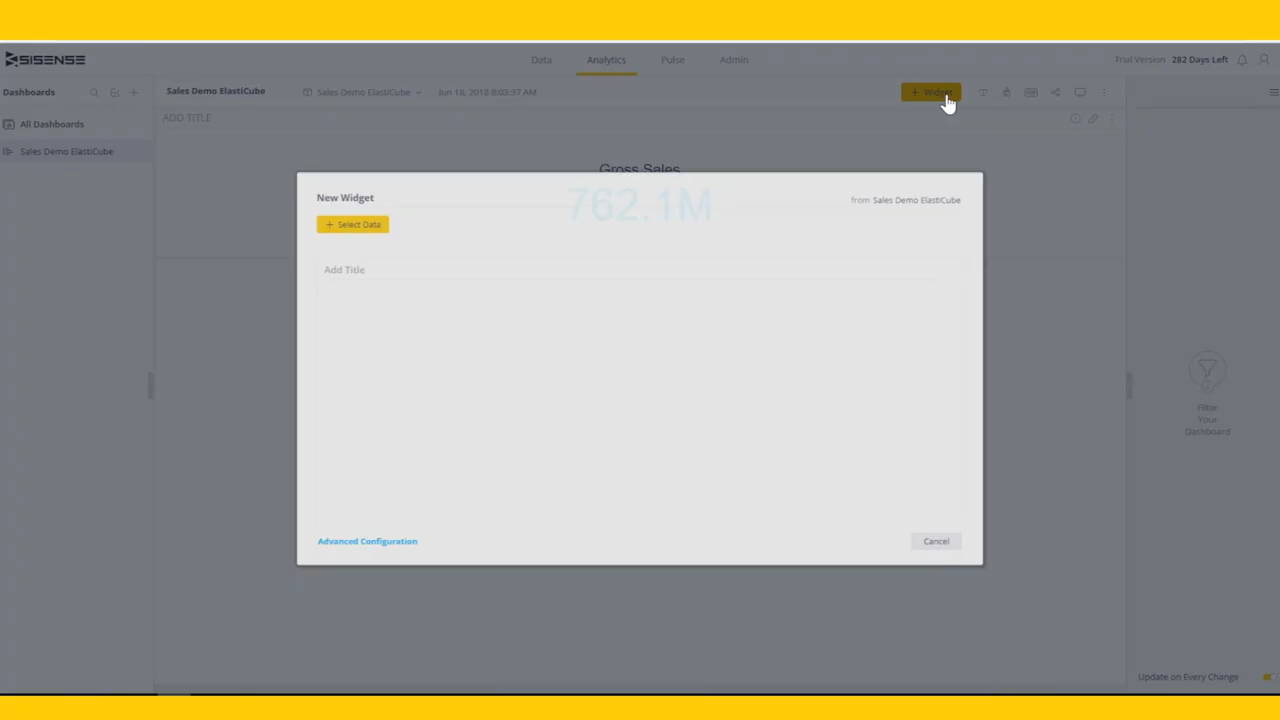 SISENSE
Data Analytics Pulse Admin
Trial Version 282 Days Left
Dashboards
Sales Demo ElastiCube
Sales Demo ElastiCube
Jun 18, 2018 8:03:37 AM
+ Widget
ADD TITLE
All Dashboards
Sales Demo ElastiCube
Gross Sales
762.1M
New Widget
from Sales Demo ElastiCube
+ Select Data
Add Title
Advanced Configuration
Cancel
Filter
Your
Dashboard
Update on Every Change